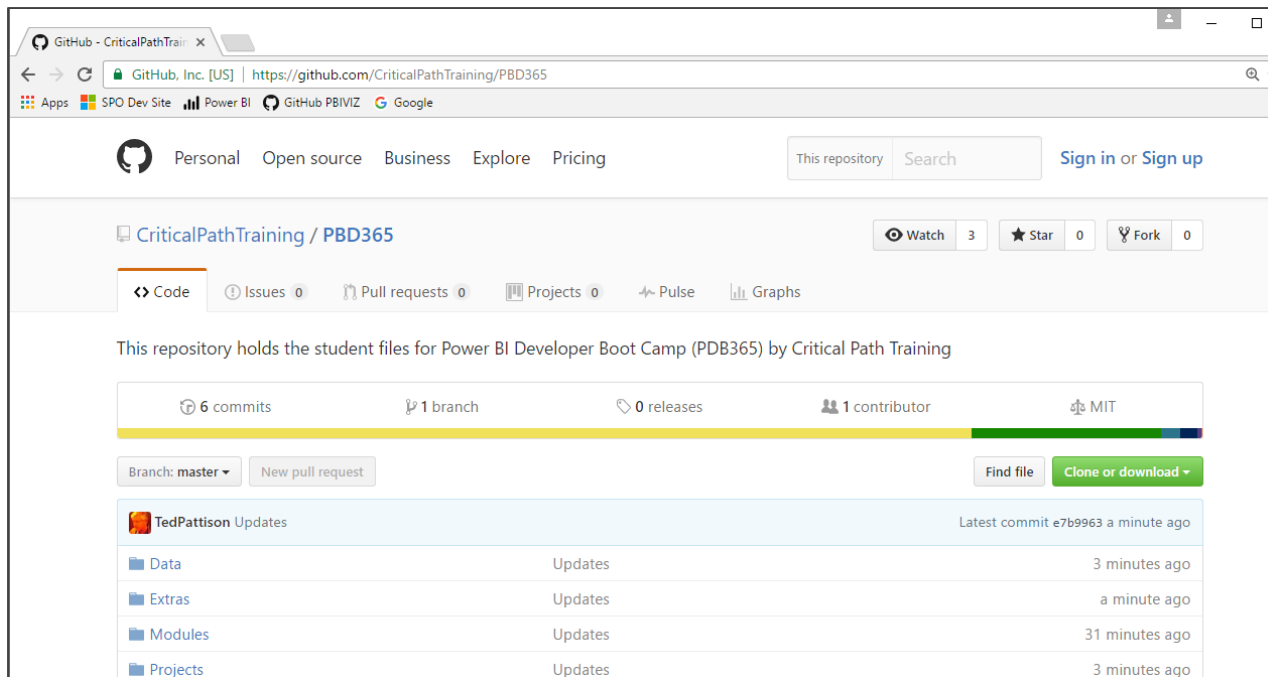 GitHub - CriticalPathTrain
GitHub, Inc. [US] | https://github.com/CriticalPathTraining/PBD365
Apps SPO Dev Site Power BI GitHub PBIVIZ Google
Personal Open source Business Explore Pricing This repository Search Sign in or Sign up
CriticalPathTraining / PBD365 Watch 3 Star 0 Fork 0
Code Issues 0 Pull requests 0 Projects 0 Pulse Graphs
This repository holds the student files for Power BI Developer Boot Camp (PDB365) by Critical Path Training
6 commits 1 branch 0 releases 1 contributor MIT
Branch: master New pull request Find file Clone or download
TedPattison Updates Latest commit e7b9963 a minute ago
Data Updates 3 minutes ago
Extras Updates a minute ago
Modules Updates 31 minutes ago
Projects Updates 3 minutes ago